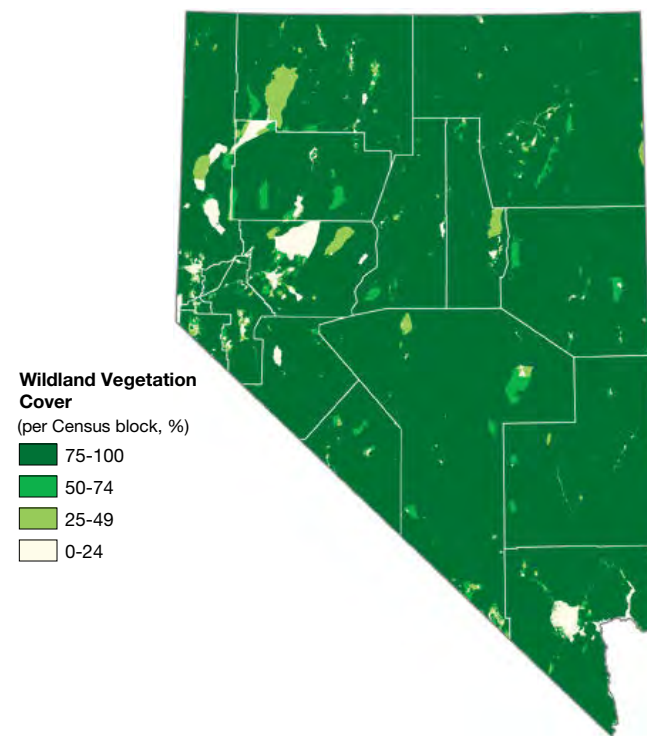 Wildland Vegetation
Cover
(per Census block, %)
75-100
50-74
25-49
0-24